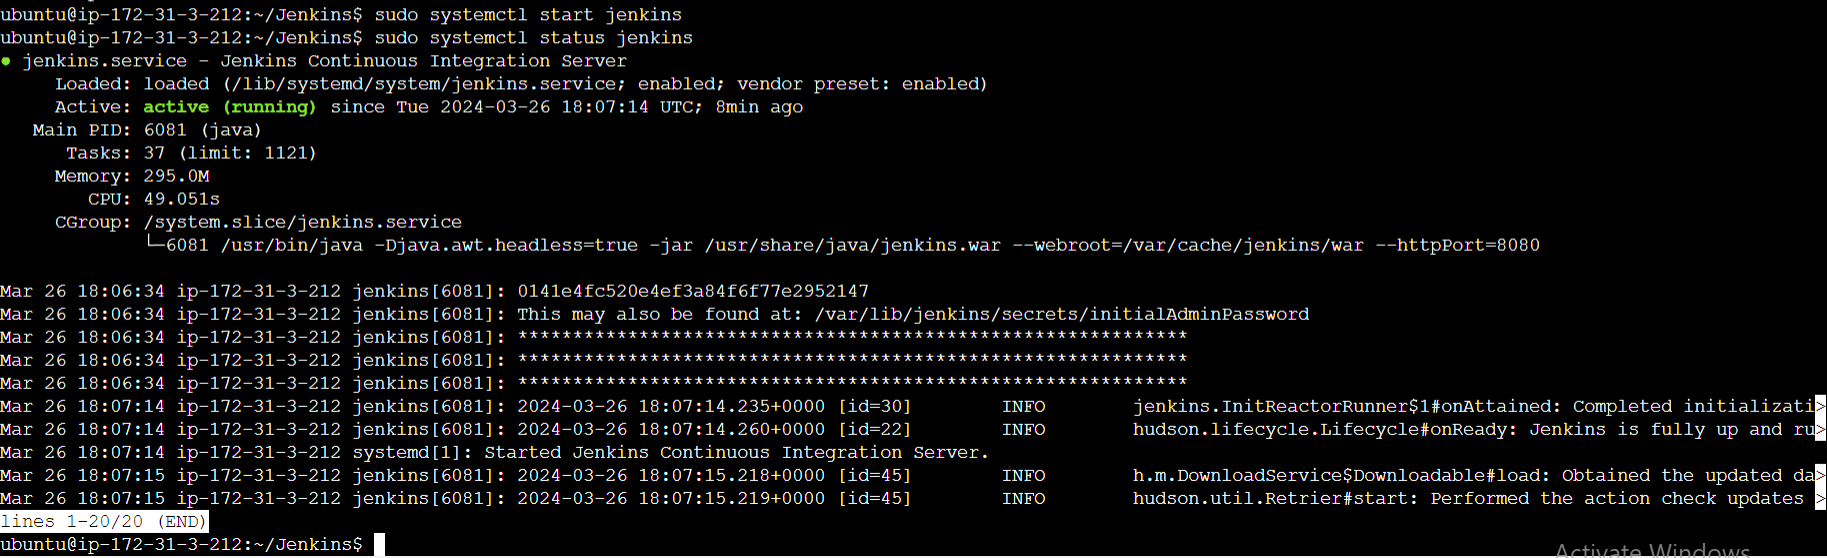 ubuntu@ip-172-31-3-212:~/Jenkins$ sudo systemctl start jenkins
ubuntu@ip-172-31-3-212:~/Jenkins$ sudo systemctl status jenkins
● jenkins.service - Jenkins Continuous Integration Server
Loaded: loaded (/lib/systemd/system/jenkins.service; enabled; vendor preset: enabled)
Active: active (running) since Tue 2024-03-26 18:07:14 UTC; 8min ago
Main PID: 6081 (java)
Tasks: 37 (limit: 1121)
Memory: 295.0M
CPU: 49.051s
CGroup: /system.slice/jenkins.service
└─6081 /usr/bin/java -Djava.awt.headless=true -jar /usr/share/java/jenkins.war --webroot=/var/cache/jenkins/war --httpPort=8080
Mar 26 18:06:34 ip-172-31-3-212 jenkins[6081]: 0141e4fc520e4ef3a84f6f77e2952147
Mar 26 18:06:34 ip-172-31-3-212 jenkins[6081]: This may also be found at: /var/lib/jenkins/secrets/initialAdminPassword
Mar 26 18:06:34 ip-172-31-3-212 jenkins[6081]: *************************************************************
Mar 26 18:06:34 ip-172-31-3-212 jenkins[6081]: *************************************************************
Mar 26 18:06:34 ip-172-31-3-212 jenkins[6081]: *************************************************************
Mar 26 18:07:14 ip-172-31-3-212 jenkins[6081]: 2024-03-26 18:07:14.235+0000 [id=30] INFO jenkins.InitReactorRunner$1#onAttained: Completed initializati>
Mar 26 18:07:14 ip-172-31-3-212 jenkins[6081]: 2024-03-26 18:07:14.260+0000 [id=22] INFO hudson.lifecycle.Lifecycle#onReady: Jenkins is fully up and ru>
Mar 26 18:07:14 ip-172-31-3-212 systemd[1]: Started Jenkins Continuous Integration Server.
Mar 26 18:07:15 ip-172-31-3-212 jenkins[6081]: 2024-03-26 18:07:15.218+0000 [id=45] INFO h.m.DownloadService$Downloadable#load: Obtained the updated da>
Mar 26 18:07:15 ip-172-31-3-212 jenkins[6081]: 2024-03-26 18:07:15.219+0000 [id=45] INFO hudson.util.Retrier#start: Performed the action check updates >
lines 1-20/20 (END)
ubuntu@ip-172-31-3-212:~/Jenkins$
Activate Windows